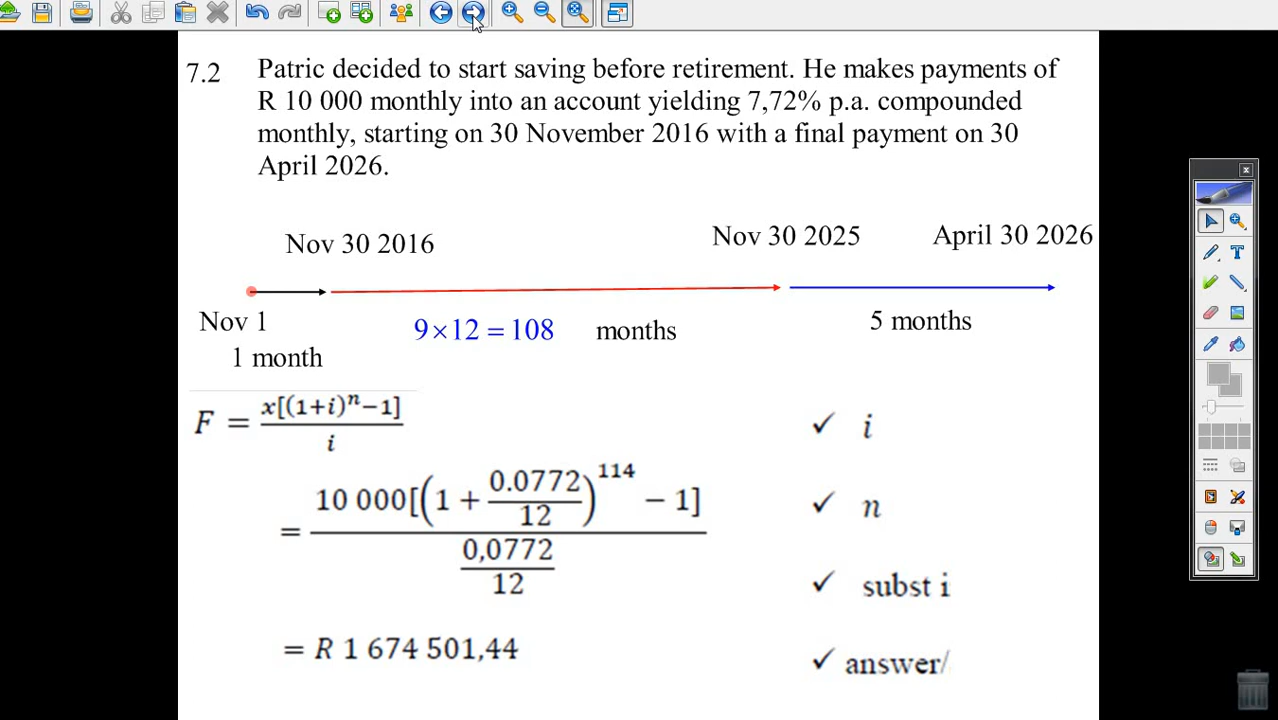 7.2 Patric decided to start saving before retirement. He makes payments of
R 10 000 monthly into an account yielding 7,72% p.a. compounded
monthly, starting on 30 November 2016 with a final payment on 30
April 2026.
Nov 30 2016 Nov 30 2025 April 30 2026
Nov 1 9×12=108 months 5 months
1 month
F = x[(1+i)ⁿ−1] / i
✓ i
= 10 000[(1 + 0.0772/12)¹¹⁴ − 1] / (0,0772/12)
✓ n
✓ subst i
= R 1 674 501,44
✓ answer/
T